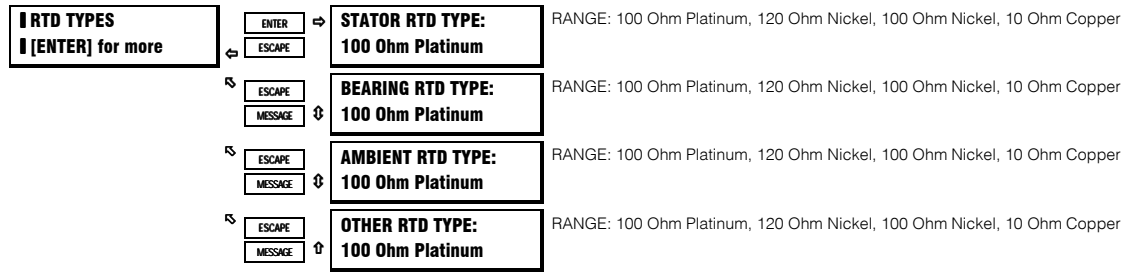 RTD TYPES
[ENTER] for more
ENTER
ESCAPE
STATOR RTD TYPE:
100 Ohm Platinum
RANGE: 100 Ohm Platinum, 120 Ohm Nickel, 100 Ohm Nickel, 10 Ohm Copper
ESCAPE
MESSAGE
BEARING RTD TYPE:
100 Ohm Platinum
RANGE: 100 Ohm Platinum, 120 Ohm Nickel, 100 Ohm Nickel, 10 Ohm Copper
ESCAPE
MESSAGE
AMBIENT RTD TYPE:
100 Ohm Platinum
RANGE: 100 Ohm Platinum, 120 Ohm Nickel, 100 Ohm Nickel, 10 Ohm Copper
ESCAPE
MESSAGE
OTHER RTD TYPE:
100 Ohm Platinum
RANGE: 100 Ohm Platinum, 120 Ohm Nickel, 100 Ohm Nickel, 10 Ohm Copper